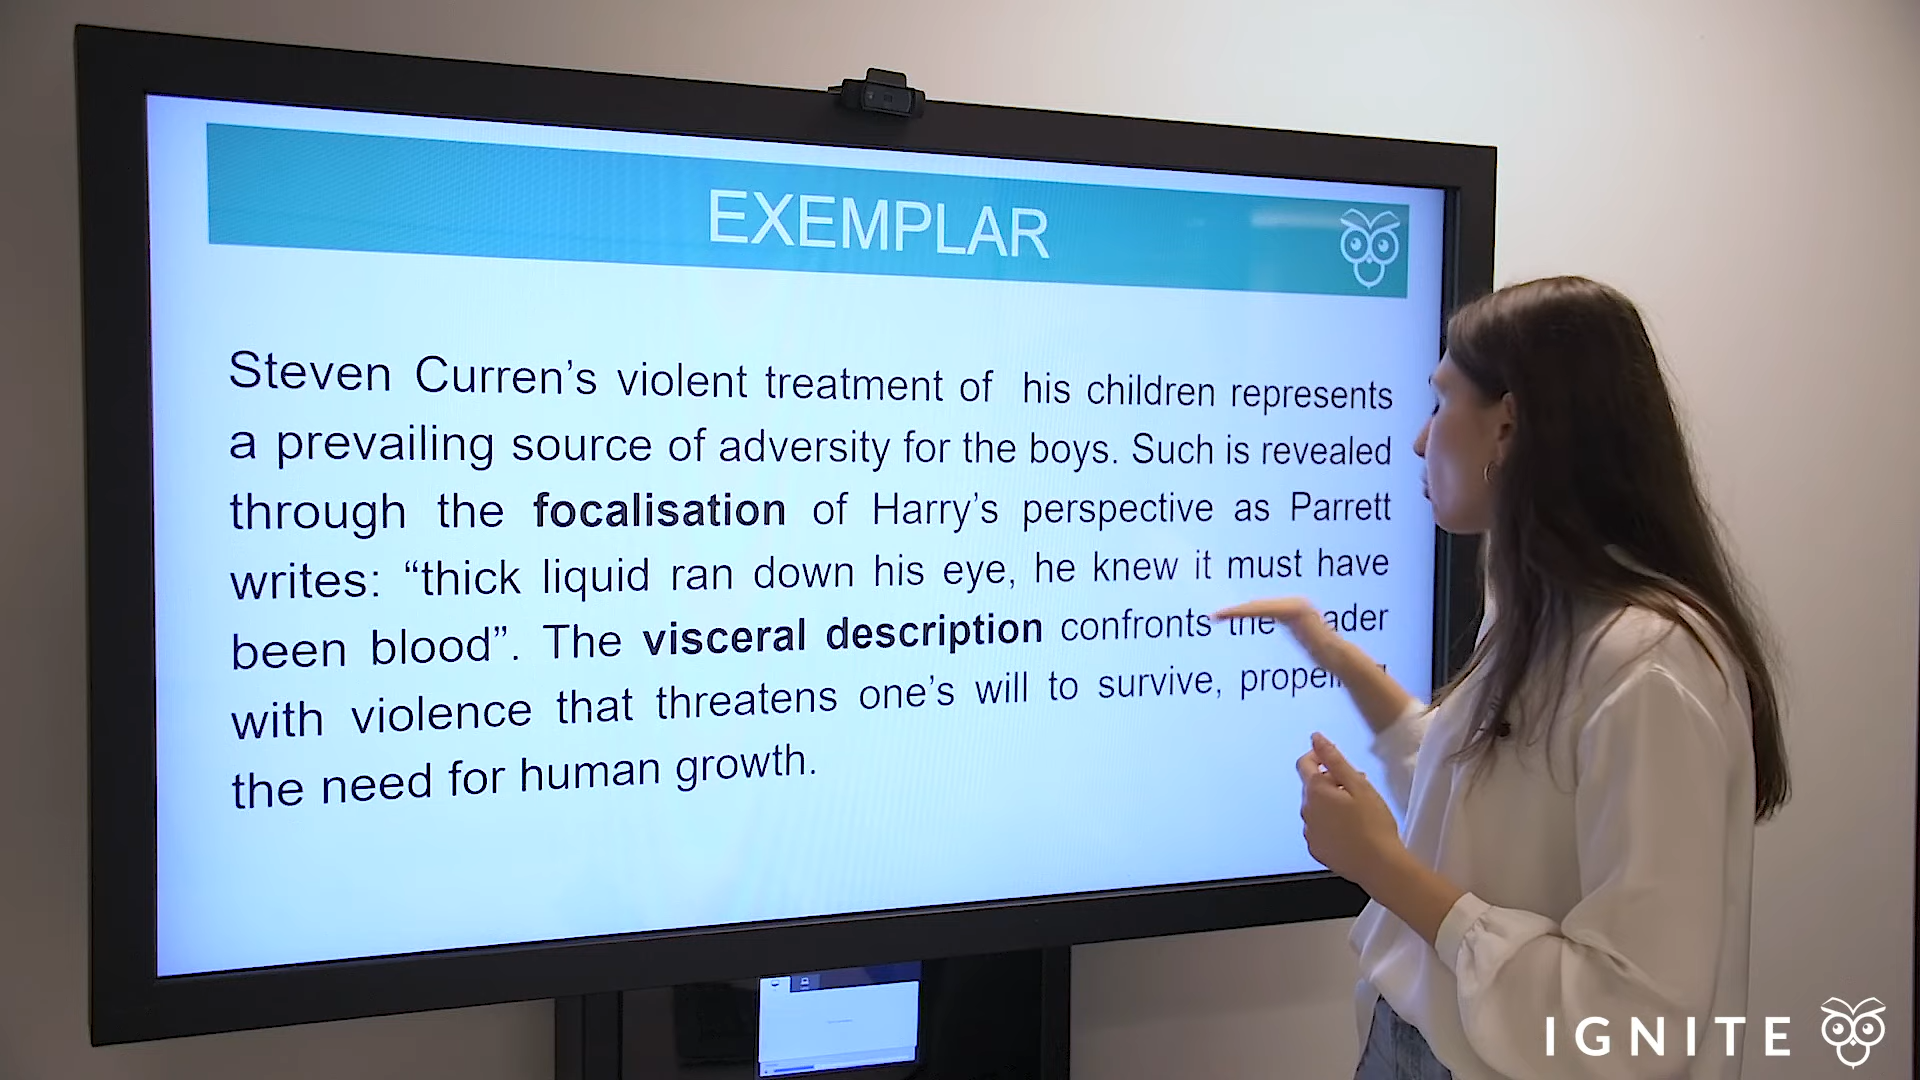 EXEMPLAR
Steven Curren’s violent treatment of his children represents
a prevailing source of adversity for the boys. Such is revealed
through the focalisation of Harry’s perspective as Parrett
writes: “thick liquid ran down his eye, he knew it must have
been blood”. The visceral description confronts the
with violence that threatens one’s will to survive,
the need for human growth.
IGNITE